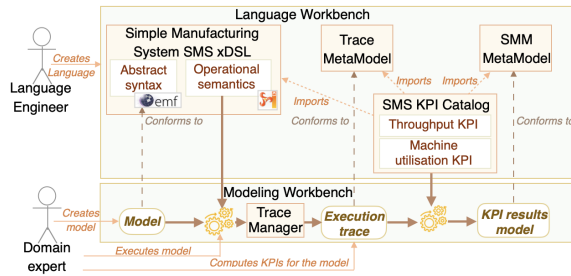 Language Workbench
Simple Manufacturing
System SMS xDSL
Abstract
syntax
emf
Operational
semantics
Trace
MetaModel
SMM
MetaModel
Creates
Language
Language
Engineer
Imports
Imports
Imports
SMS KPI Catalog
Throughput KPI
Machine
utilisation KPI
Conforms to
Conforms to
Conforms to
Modeling Workbench
Creates
model
Model
Trace
Manager
Execution
trace
KPI results
model
Domain
expert
Executes model
Computes KPIs for the model